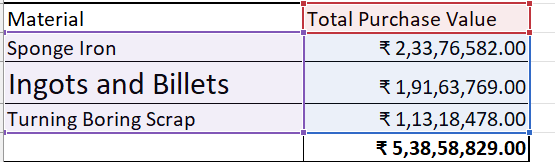 Material Total Purchase Value
Sponge Iron ₹ 2,33,76,582.00
Ingots and Billets ₹ 1,91,63,769.00
Turning Boring Scrap ₹ 1,13,18,478.00
₹ 5,38,58,829.00